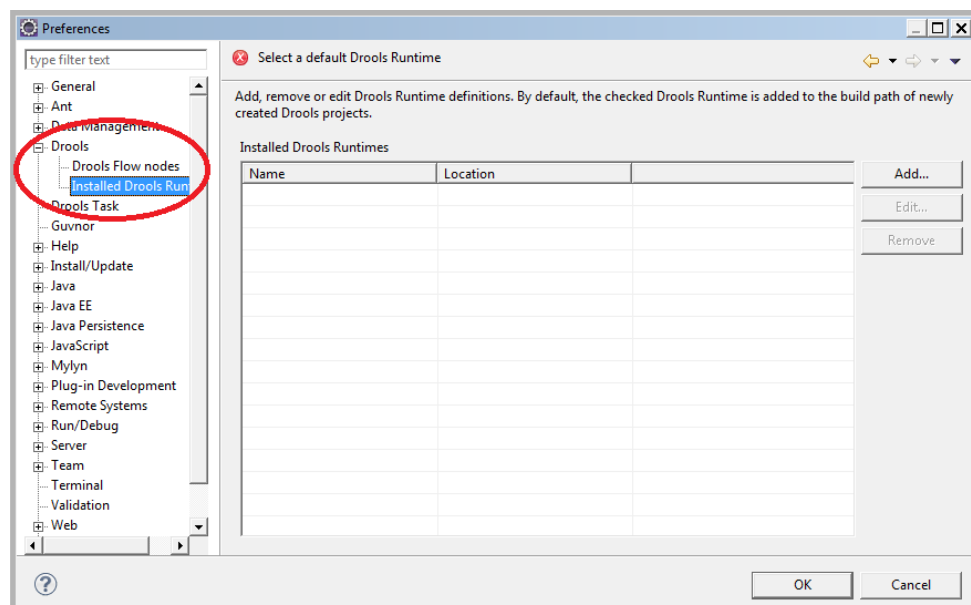 Preferences
type filter text
Select a default Drools Runtime
General
Ant
Data Management
Drools
Drools Flow nodes
Installed Drools Run
Drools Task
Guvnor
Help
Install/Update
Java
Java EE
Java Persistence
JavaScript
Mylyn
Plug-in Development
Remote Systems
Run/Debug
Server
Team
Terminal
Validation
Web
Add, remove or edit Drools Runtime definitions. By default, the checked Drools Runtime is added to the build path of newly
created Drools projects.
Installed Drools Runtimes
Name Location
Add...
Edit...
Remove
OK Cancel